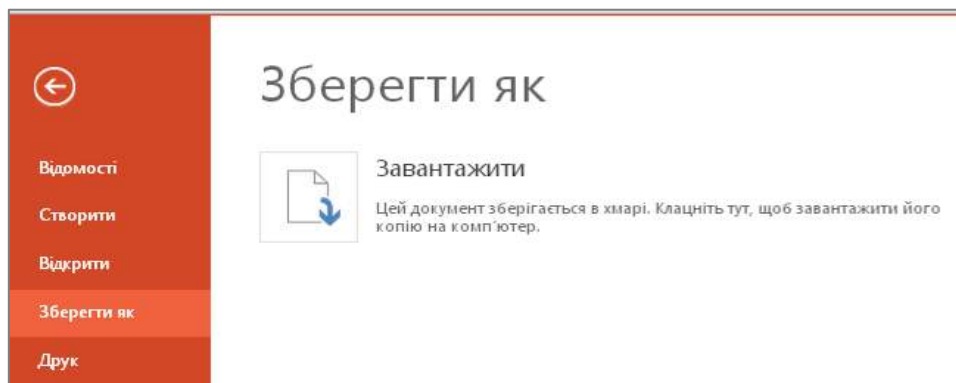 Зберегти як
Відомості
Створити
Відкрити
Зберегти як
Друк
Завантажити
Цей документ зберігається в хмарі. Клацніть тут, щоб завантажити його
копію на комп'ютер.